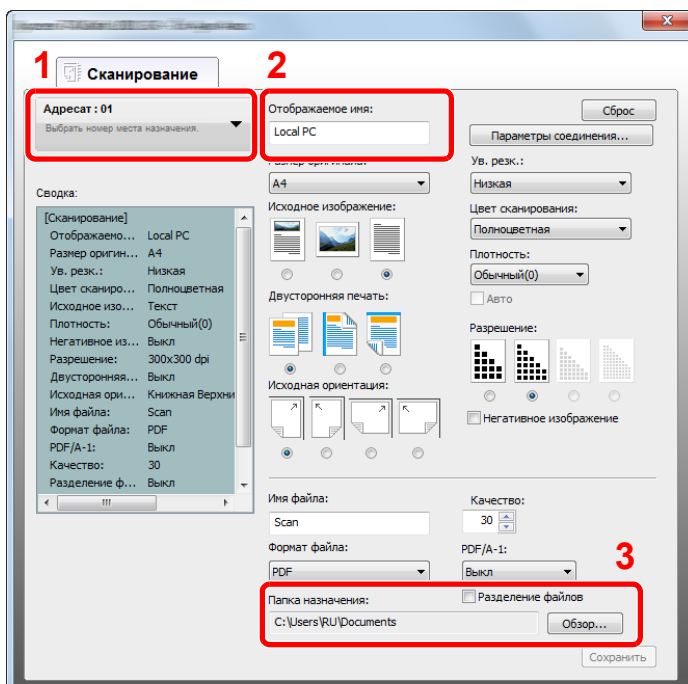 1
Сканирование
Адресат : 01
Выбрать номер места назначения.
2
Отображаемое имя:
Local PC
Сброс
Параметры соединения...
Размер оригинала:
A4
Ув. резк.:
Низкая
Исходное изображение:
Цвет сканирования:
Полноцветная
Плотность:
Обычный(0)
Авто
Двусторонняя печать:
Разрешение:
Исходная ориентация:
Негативное изображение
Сводка:
[Сканирование]
Отображаемо... Local PC
Размер оригин... A4
Ув. резк.: Низкая
Цвет сканиро... Полноцветная
Исходное изо... Текст
Плотность: Обычный(0)
Негативное из... Выкл
Разрешение: 300x300 dpi
Двусторонняя... Выкл
Исходная ори... Книжная Верхни
Имя файла: Scan
Формат файла: PDF
PDF/A-1: Выкл
Качество: 30
Разделение ф... Выкл
Имя файла:
Scan
Качество:
30
Формат файла:
PDF
PDF/A-1:
Выкл
3
Папка назначения:
Разделение файлов
C:\Users\RU\Documents
Обзор...
Сохранить